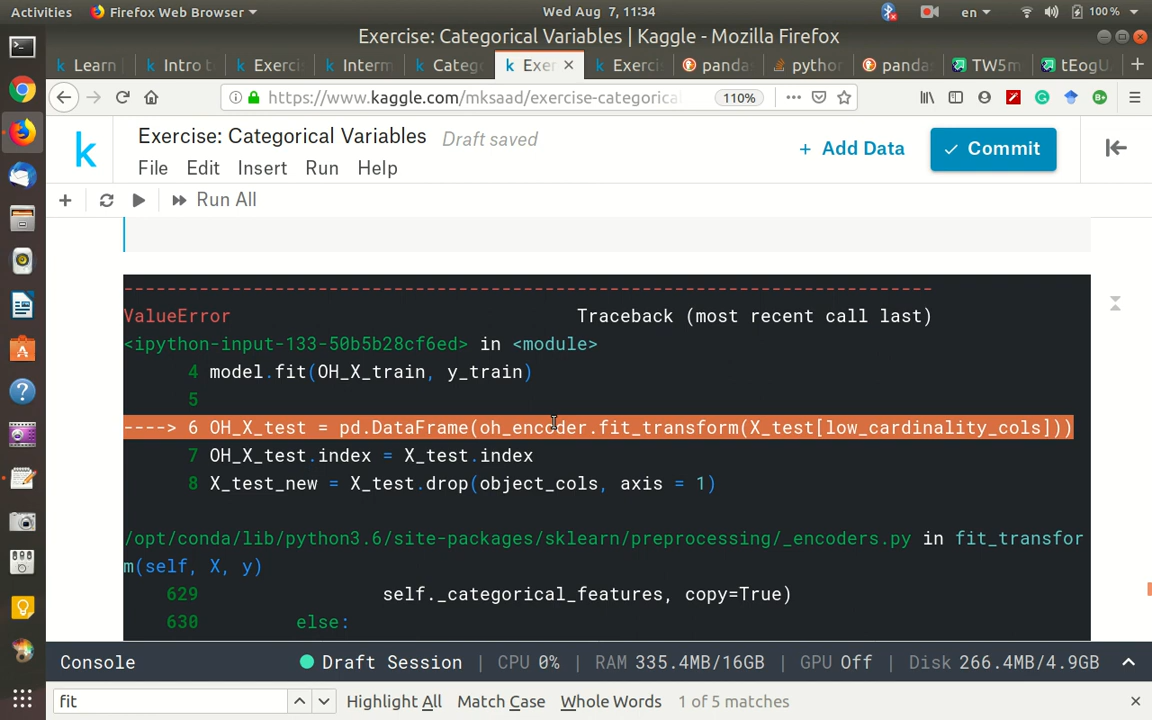 Activities Firefox Web Browser Wed Aug 7, 11:34 en 100%
Exercise: Categorical Variables | Kaggle - Mozilla Firefox
k Learn k Intro t k Exerci k Interm k Catego k Exer × k Exerci panda python panda TW5m tEogU +
https://www.kaggle.com/mksaad/exercise-categorica 110%
k Exercise: Categorical Variables Draft saved
+ Add Data Commit
File Edit Insert Run Help
+ Run All
---------------------------------------------------------------------------
ValueError Traceback (most recent call last)
<ipython-input-133-50b5b28cf6ed> in <module>
4 model.fit(OH_X_train, y_train)
5
----> 6 OH_X_test = pd.DataFrame(oh_encoder.fit_transform(X_test[low_cardinality_cols]))
7 OH_X_test.index = X_test.index
8 X_test_new = X_test.drop(object_cols, axis = 1)
/opt/conda/lib/python3.6/site-packages/sklearn/preprocessing/_encoders.py in fit_transfor
m(self, X, y)
629 self._categorical_features, copy=True)
630 else:
Console Draft Session | CPU 0% | RAM 335.4MB/16GB | GPU Off | Disk 266.4MB/4.9GB
fit Highlight All Match Case Whole Words 1 of 5 matches